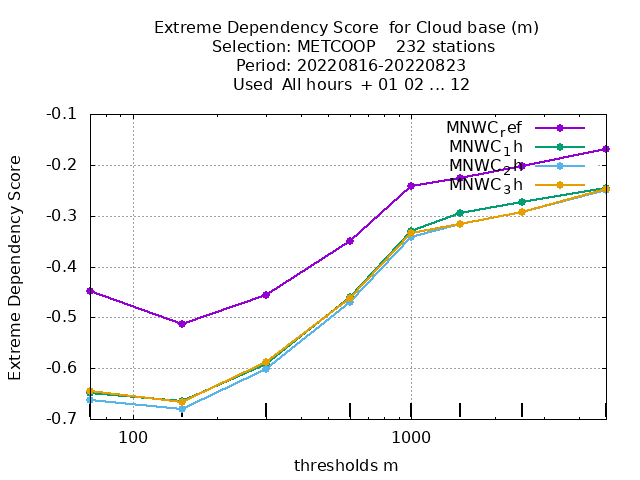 Extreme Dependency Score for Cloud base (m)
Selection: METCOOP 232 stations
Period: 20220816-20220823
Used All hours + 01 02 ... 12
-0.1
-0.2
-0.3
-0.4
-0.5
-0.6
-0.7
Extreme Dependency Score
MNWC_ref
MNWC_1h
MNWC_2h
MNWC_3h
100
1000
thresholds m